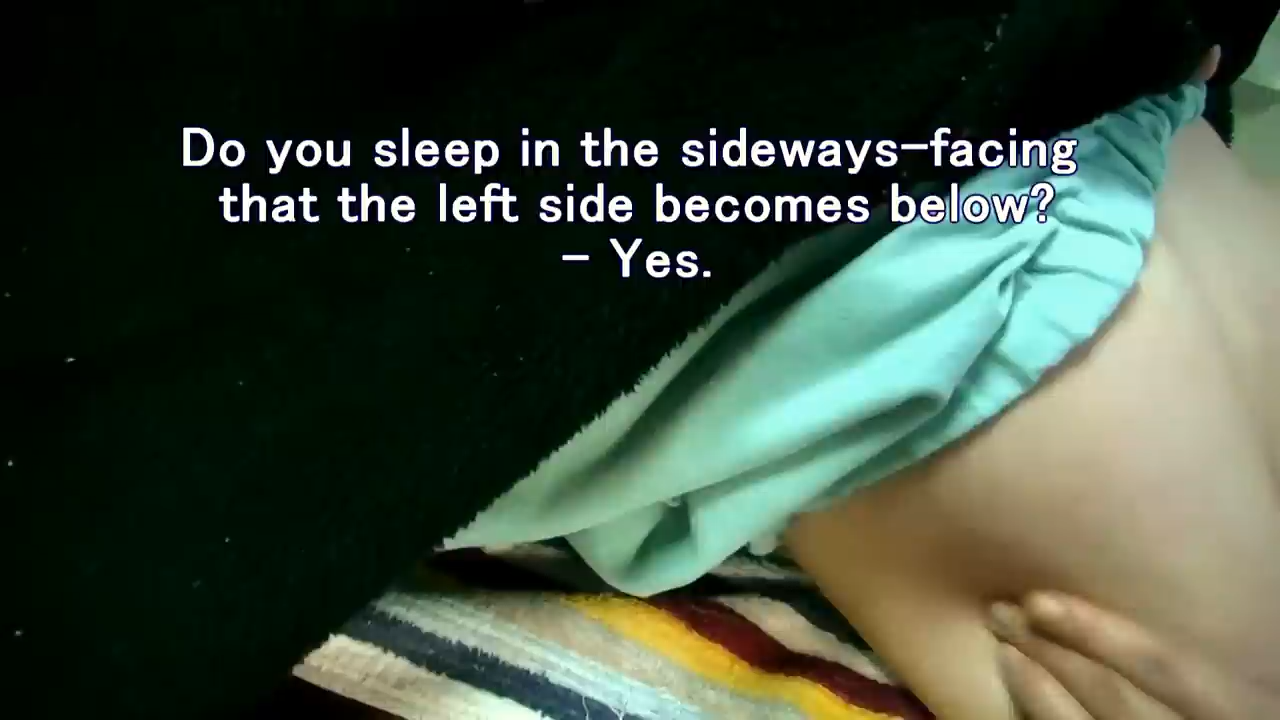 Do you sleep in the sideways-facing
that the left side becomes below?
- Yes.